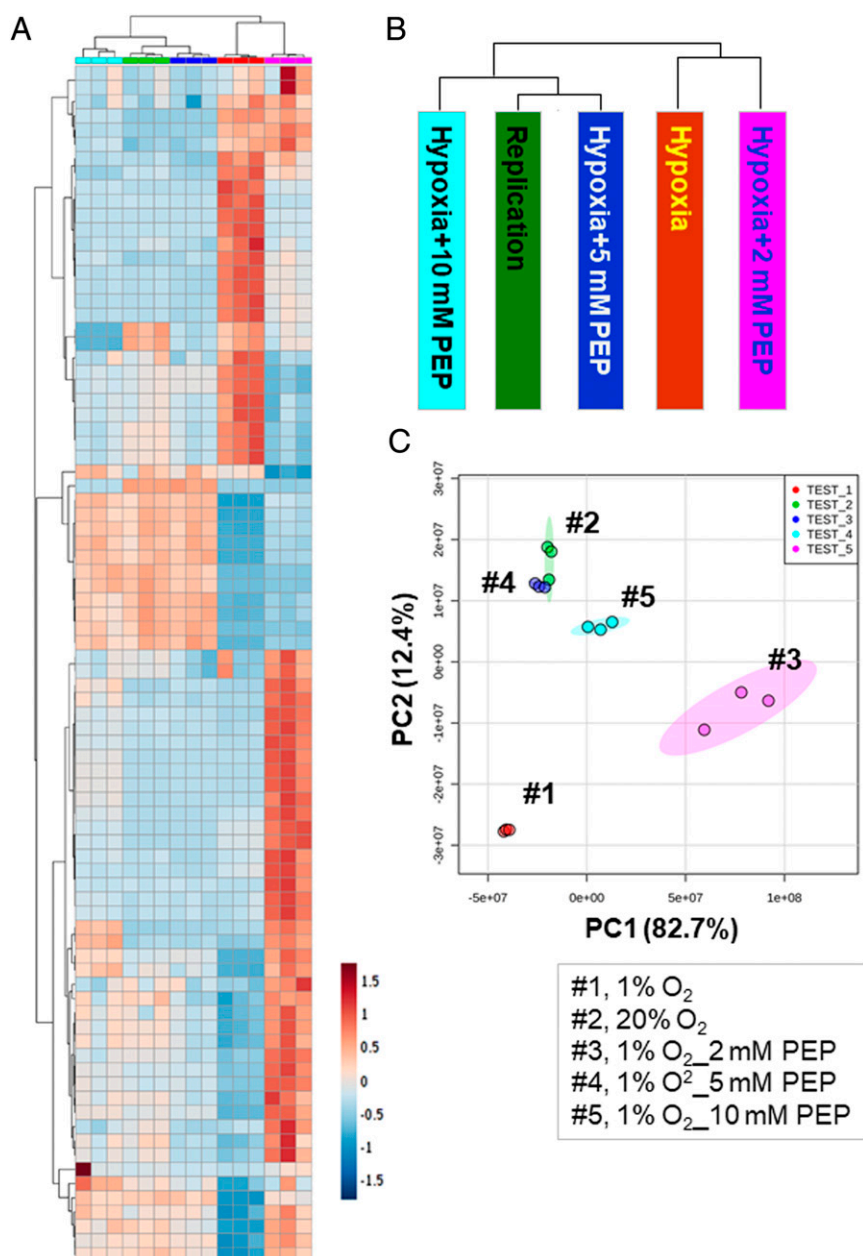 A
B
Hypoxia+10 mM PEP
Replication
Hypoxia+5 mM PEP
Hypoxia
Hypoxia+2 mM PEP
C
3e+07
2e+07
1e+07
0e+00
-1e+07
-2e+07
-3e+07
PC2 (12.4%)
#2
#4
#5
#3
#1
TEST_1
TEST_2
TEST_3
TEST_4
TEST_5
-5e+07 0e+00 5e+07 1e+08
PC1 (82.7%)
1.5
1
0.5
0
-0.5
-1
-1.5
#1, 1% O₂
#2, 20% O₂
#3, 1% O₂_2 mM PEP
#4, 1% O²_5 mM PEP
#5, 1% O₂_10 mM PEP